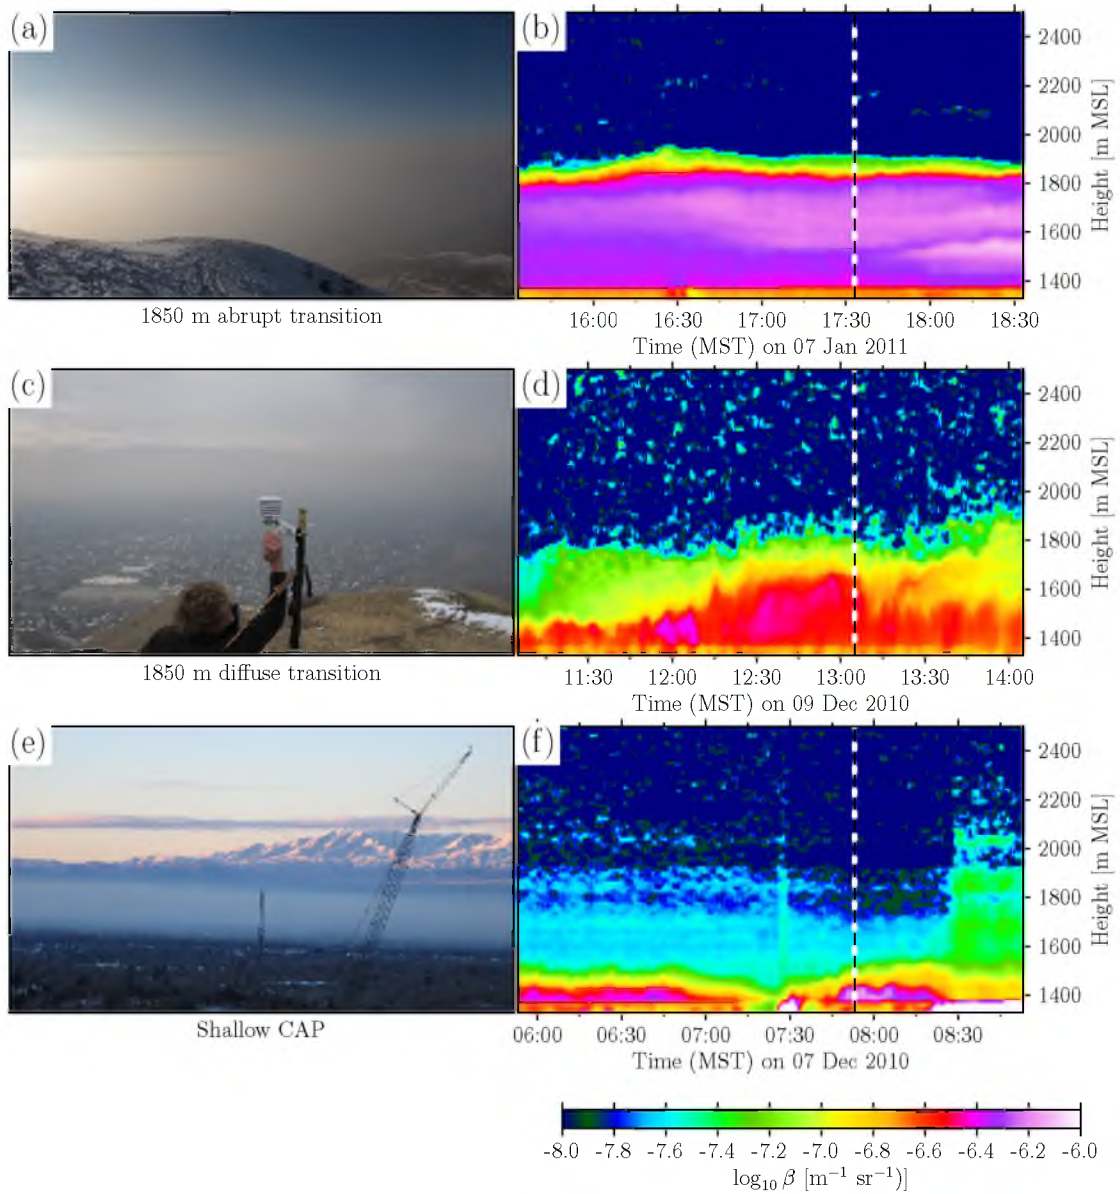 (a)
(b)
2400
2200
2000
1800
1600
1400
Height [m MSL]
1850 m abrupt transition
16:00 16:30 17:00 17:30 18:00 18:30
Time (MST) on 07 Jan 2011
(c)
(d)
2400
2200
2000
1800
1600
1400
Height [m MSL]
1850 m diffuse transition
11:30 12:00 12:30 13:00 13:30 14:00
Time (MST) on 09 Dec 2010
(e)
(f)
2400
2200
2000
1800
1600
1400
Height [m MSL]
Shallow CAP
06:00 06:30 07:00 07:30 08:00 08:30
Time (MST) on 07 Dec 2010
-8.0 -7.8 -7.6 -7.4 -7.2 -7.0 -6.8 -6.6 -6.4 -6.2 -6.0
log₁₀ β [m⁻¹ sr⁻¹)]